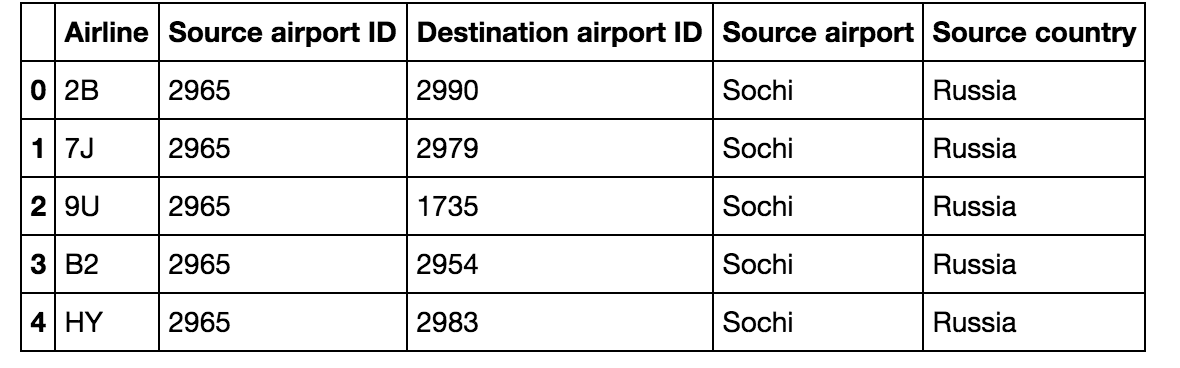 Airline Source airport ID Destination airport ID Source airport Source country
0 2B 2965 2990 Sochi Russia
1 7J 2965 2979 Sochi Russia
2 9U 2965 1735 Sochi Russia
3 B2 2965 2954 Sochi Russia
4 HY 2965 2983 Sochi Russia